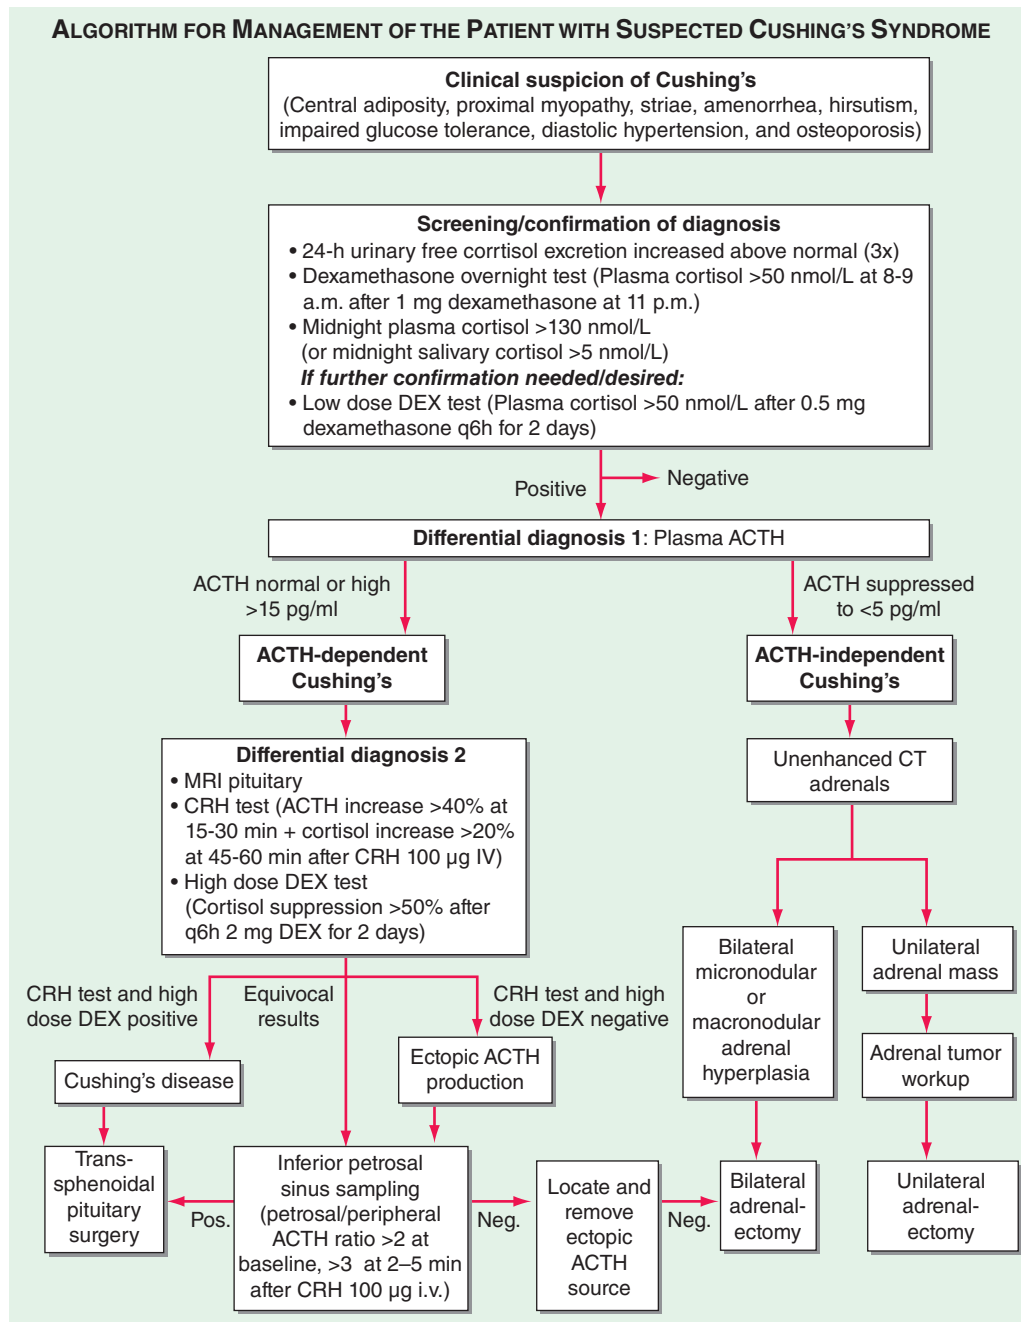 ALGORITHM FOR MANAGEMENT OF THE PATIENT WITH SUSPECTED CUSHING'S SYNDROME
Clinical suspicion of Cushing's
(Central adiposity, proximal myopathy, striae, amenorrhea, hirsutism,
impaired glucose tolerance, diastolic hypertension, and osteoporosis)
Screening/confirmation of diagnosis
• 24-h urinary free corrtisol excretion increased above normal (3x)
• Dexamethasone overnight test (Plasma cortisol >50 nmol/L at 8-9
a.m. after 1 mg dexamethasone at 11 p.m.)
• Midnight plasma cortisol >130 nmol/L
(or midnight salivary cortisol >5 nmol/L)
If further confirmation needed/desired:
• Low dose DEX test (Plasma cortisol >50 nmol/L after 0.5 mg
dexamethasone q6h for 2 days)
Positive
Negative
Differential diagnosis 1: Plasma ACTH
ACTH normal or high
>15 pg/ml
ACTH suppressed
to <5 pg/ml
ACTH-dependent
Cushing's
ACTH-independent
Cushing's
Differential diagnosis 2
• MRI pituitary
• CRH test (ACTH increase >40% at
15-30 min + cortisol increase >20%
at 45-60 min after CRH 100 µg IV)
• High dose DEX test
(Cortisol suppression >50% after
q6h 2 mg DEX for 2 days)
Unenhanced CT
adrenals
CRH test and high
dose DEX positive
Equivocal
results
CRH test and high
dose DEX negative
Bilateral
micronodular
or
macronodular
adrenal
hyperplasia
Unilateral
adrenal mass
Cushing's disease
Ectopic ACTH
production
Adrenal tumor
workup
Trans-
sphenoidal
pituitary
surgery
Pos.
Inferior petrosal
sinus sampling
(petrosal/peripheral
ACTH ratio >2 at
baseline, >3 at 2–5 min
after CRH 100 µg i.v.)
Neg.
Locate and
remove
ectopic
ACTH
source
Neg.
Bilateral
adrenal-
ectomy
Unilateral
adrenal-
ectomy